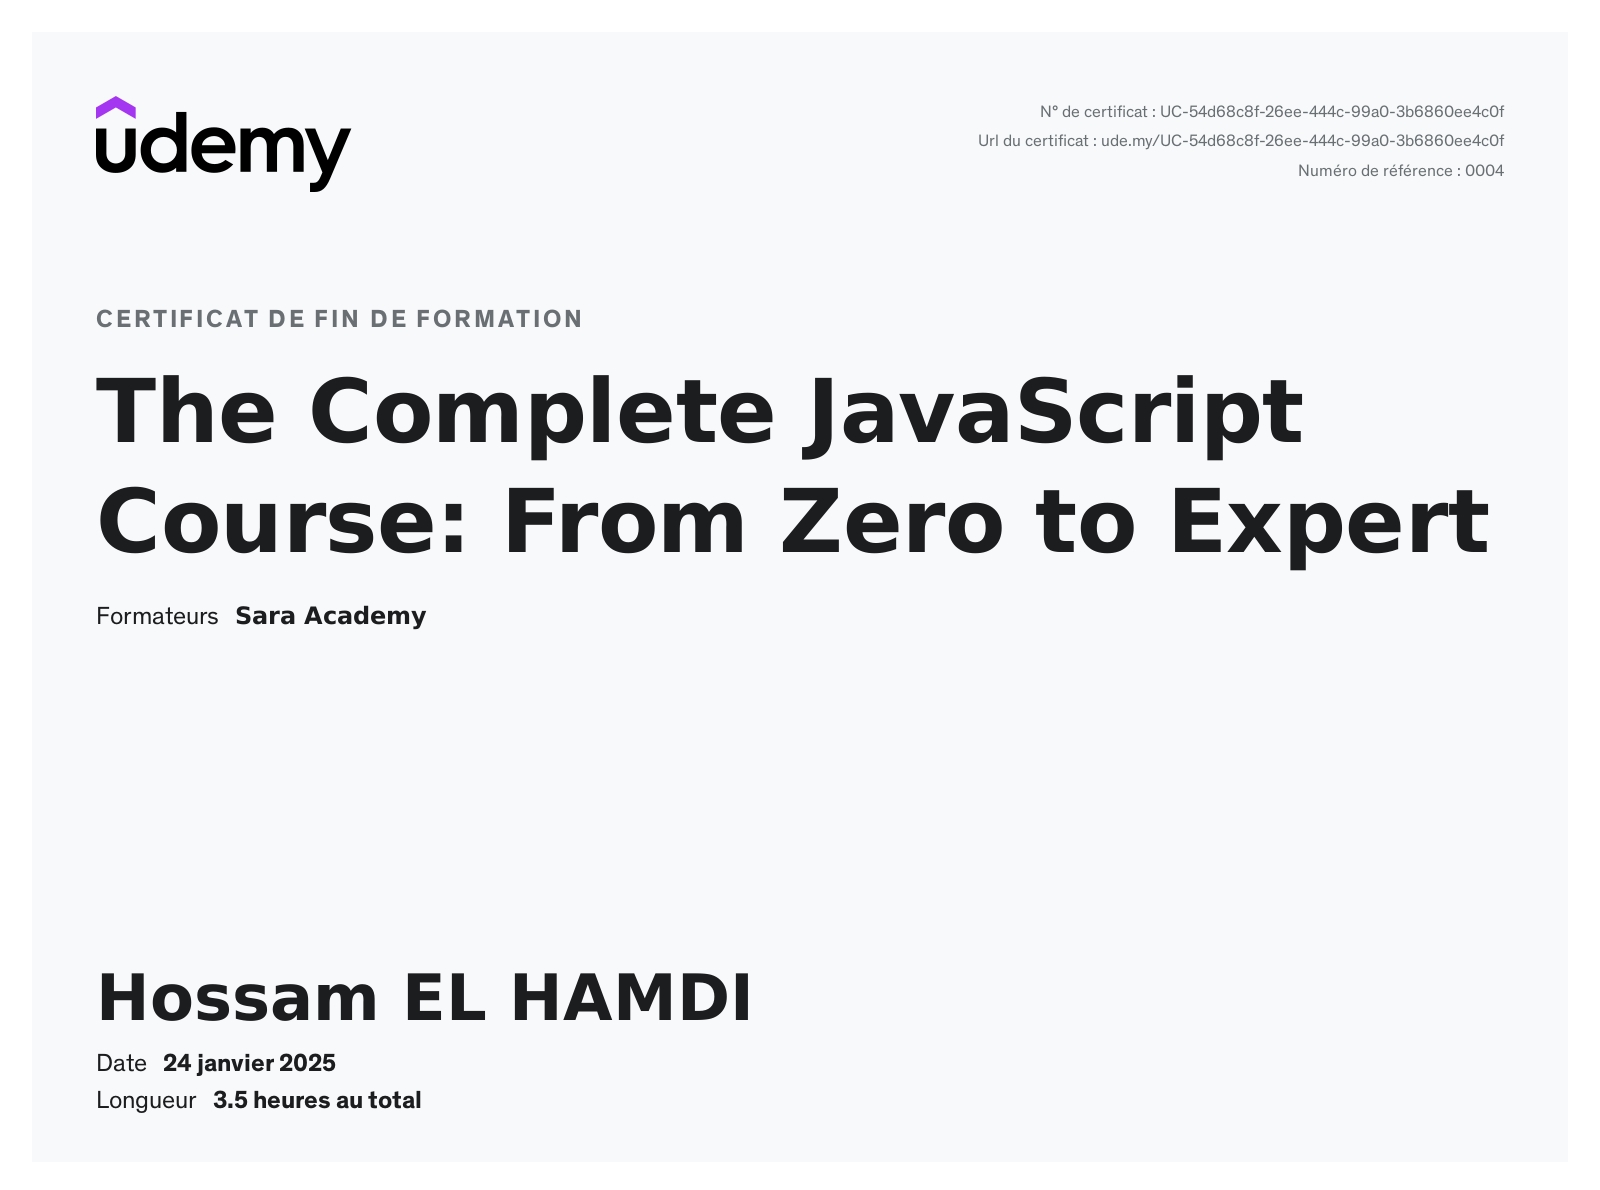 udemy
N° de certificat : UC-54d68c8f-26ee-444c-99a0-3b6860ee4c0f
Url du certificat : ude.my/UC-54d68c8f-26ee-444c-99a0-3b6860ee4c0f
Numéro de référence : 0004
CERTIFICAT DE FIN DE FORMATION
The Complete JavaScript
Course: From Zero to Expert
Formateurs Sara Academy
Hossam EL HAMDI
Date 24 janvier 2025
Longueur 3.5 heures au total